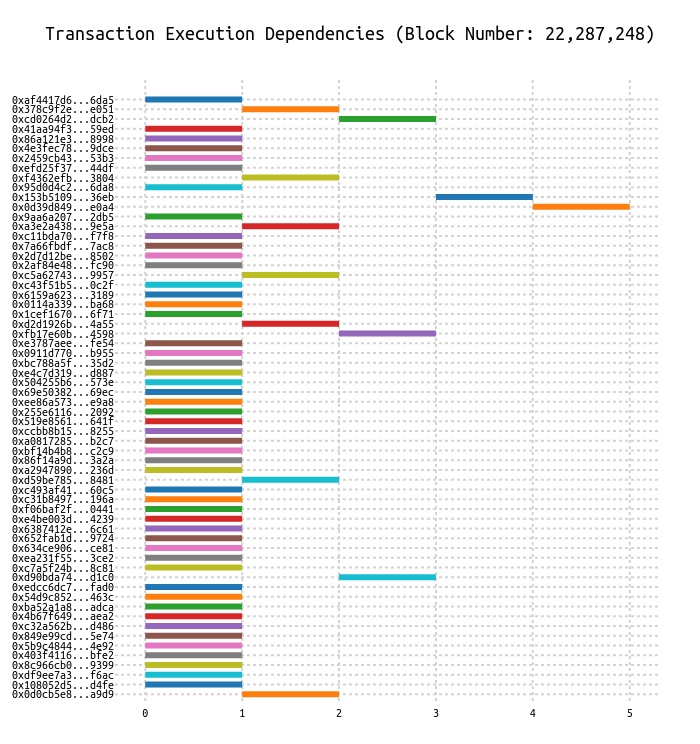 Transaction Execution Dependencies (Block Number: 22,287,248)
0xaf4417d6...6da5
0x378c9f2e...e051
0xcd0264d2...dcb2
0x41aa94f3...59ed
0x86a121e3...8998
0x4e3fec78...9dce
0x2459cb43...53b3
0xefd25f37...44df
0xf4362efb...3804
0x95d0d4c2...6da8
0x153b5109...36eb
0x0d39d849...e0a4
0x9aa6a207...2db5
0xa3e2a438...9e5a
0xc11bda70...f7f8
0x7a66fbdf...7ac8
0x2d7d12be...8502
0x2af84e48...fc90
0xc5a62743...9957
0xc43f51b5...0c2f
0x6159a623...3189
0x0114a339...ba68
0x1cef1670...6f71
0xd2d1926b...4a55
0xfb17e60b...4598
0xe3787aee...fe54
0x0911d770...b955
0xbc788a5f...35d2
0xe4c7d319...d887
0x504255b6...573e
0x69e50382...69ec
0xee86a573...e9a8
0x255e6116...2092
0x519e8561...641f
0xccbb8b15...8255
0xa0817285...b2c7
0xbf14b4b8...c2c9
0x86f14a9d...3a2a
0xa2947890...236d
0xd59be785...8481
0xc493af41...60c5
0xc31b8497...196a
0xf06baf2f...0441
0xe4be003d...4239
0x6387412e...6c61
0x652fab1d...9724
0x634ce906...ce81
0xea231f55...3ce2
0xc7a5f24b...8c81
0xd90bda74...d1c0
0xedcc6dc7...fad0
0x54d9c852...463c
0xba52a1a8...adca
0x4b67f649...aea2
0xc32a562b...d486
0x849e99cd...5e74
0x5b9c4844...4e92
0x403f4116...bfe2
0x8c966cb0...9399
0xdf9ee7a3...f6ac
0x108052d5...d4fe
0x0d0cb5e8...a9d9
0 1 2 3 4 5